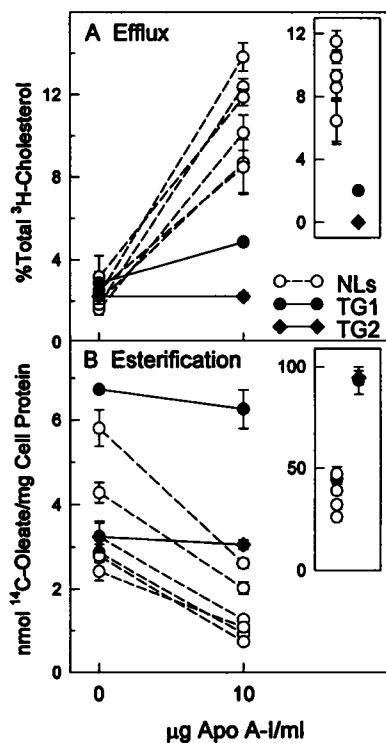 A Efflux
%Total ³H-Cholesterol
12
8
4
0
12
8
4
0
NLs
TG1
TG2
B Esterification
nmol ¹⁴C-Oleate/mg Cell Protein
6
4
2
0
100
50
0
0
10
µg Apo A-I/ml